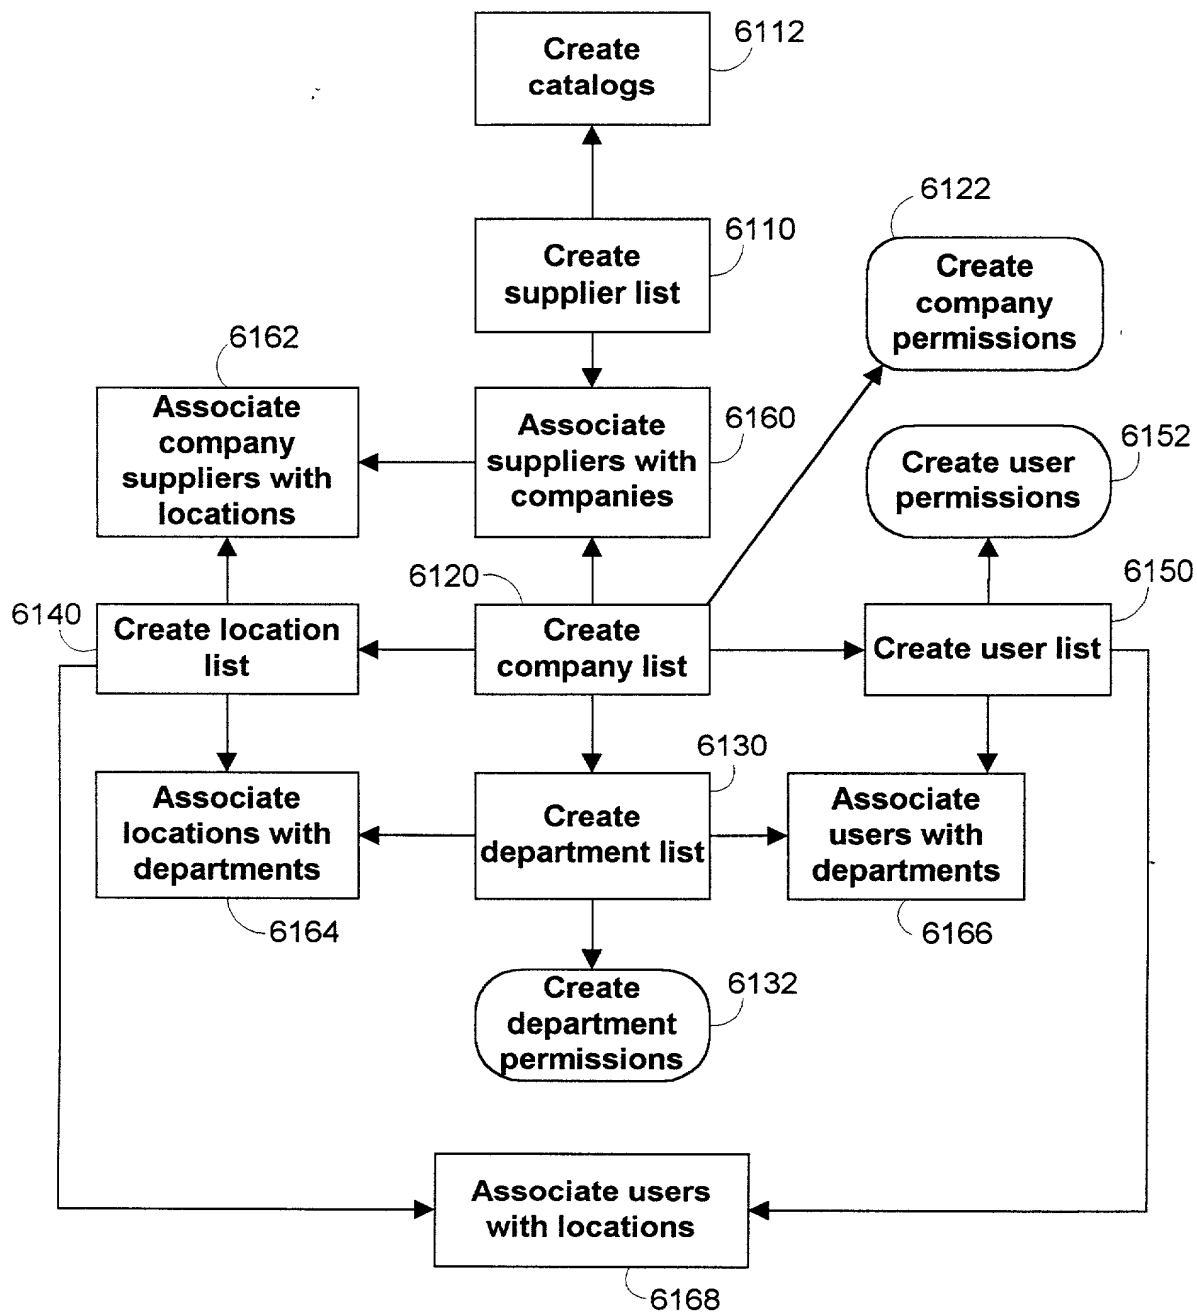 6112
Create
catalogs
6122
6110
Create
supplier list
Create
company
permissions
6162
Associate
company
suppliers with
locations
6160
Associate
suppliers with
companies
6152
Create user
permissions
6120
6150
6140
Create location
list
Create
company list
Create user list
6130
Associate
locations with
departments
Create
department list
Associate
users with
departments
6164
6166
6132
Create
department
permissions
Associate users
with locations
6168